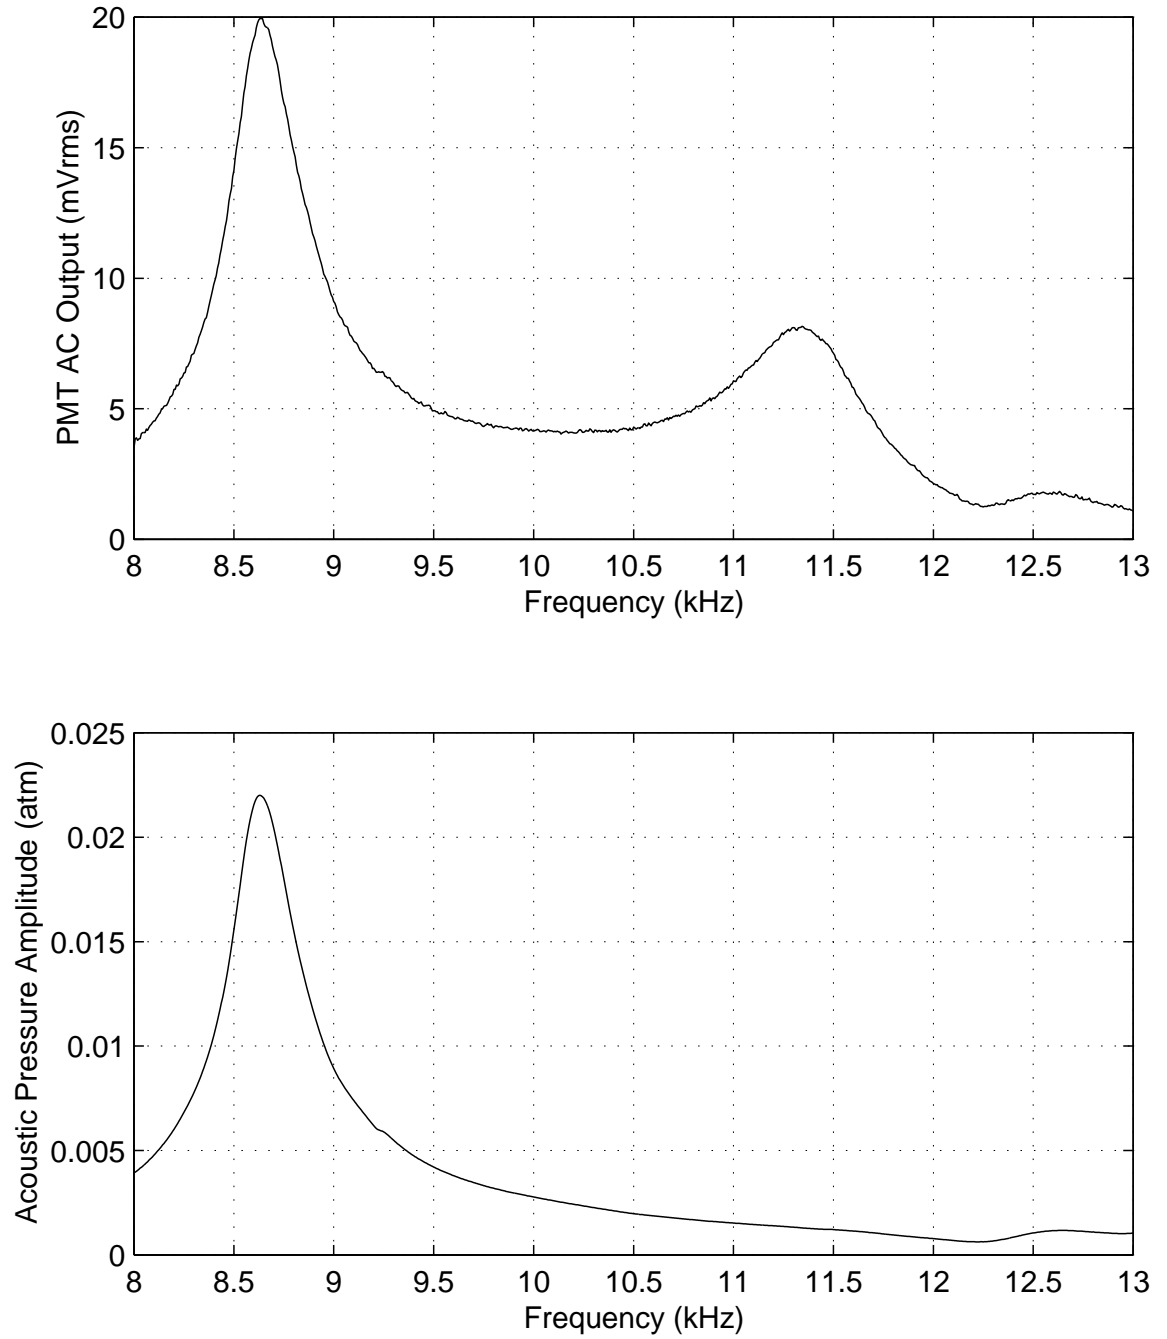 20
15
10
5
0
PMT AC Output (mVrms)
8 8.5 9 9.5 10 10.5 11 11.5 12 12.5 13
Frequency (kHz)
0.025
0.02
0.015
0.01
0.005
0
Acoustic Pressure Amplitude (atm)
8 8.5 9 9.5 10 10.5 11 11.5 12 12.5 13
Frequency (kHz)